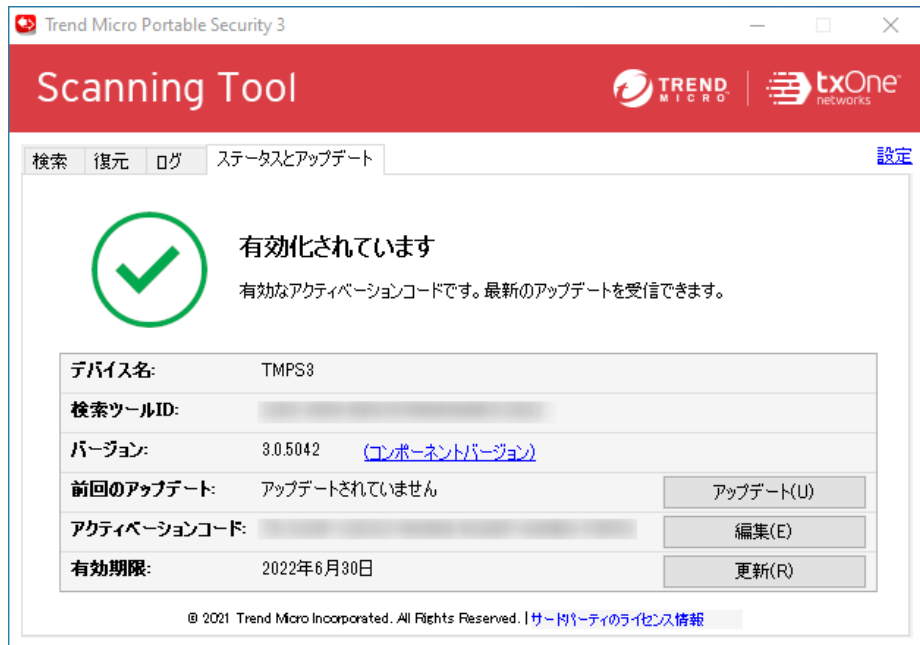 Trend Micro Portable Security 3
Scanning Tool
TREND MICRO
txOne networks
検索 復元 ログ ステータスとアップデート 設定
有効化されています
有効なアクティベーションコードです。最新のアップデートを受信できます。
デバイス名: TMPS3
検索ツールID:
バージョン: 3.0.5042 (コンポーネントバージョン)
前回のアップデート: アップデートされていません アップデート(U)
アクティベーションコード: 編集(E)
有効期限: 2022年6月30日 更新(R)
© 2021 Trend Micro Incorporated. All Rights Reserved. | サードパーティのライセンス情報